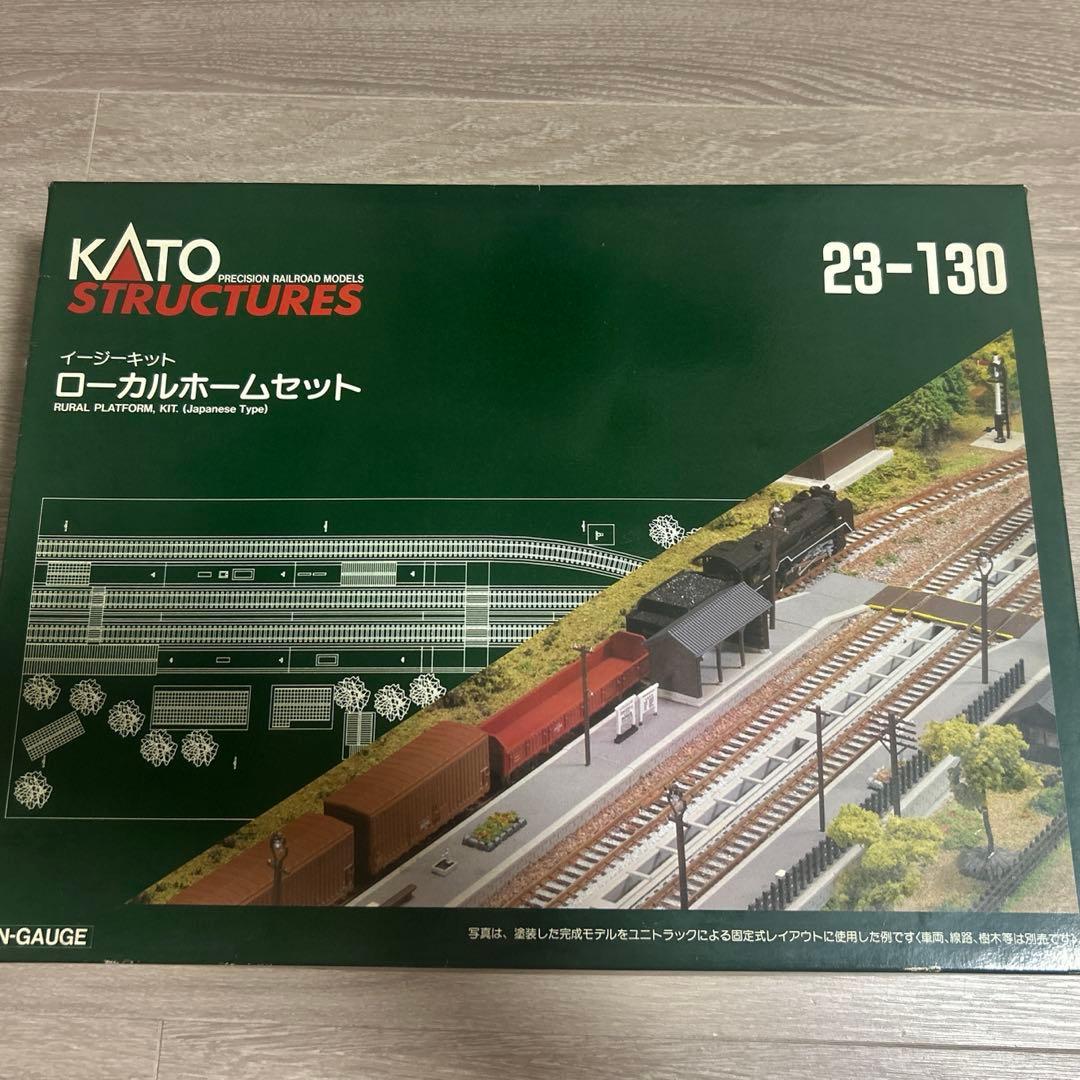 KATO
PRECISION RAILROAD MODELS
STRUCTURES
23-130
イージーキット
ローカルホームセット
RURAL PLATFORM, KIT. (Japanese Type)
N-GAUGE
写真は、塗装した完成モデルをユニトラックによる固定式レイアウトに使用した例です〈車両、線路、樹木等は別売です〉